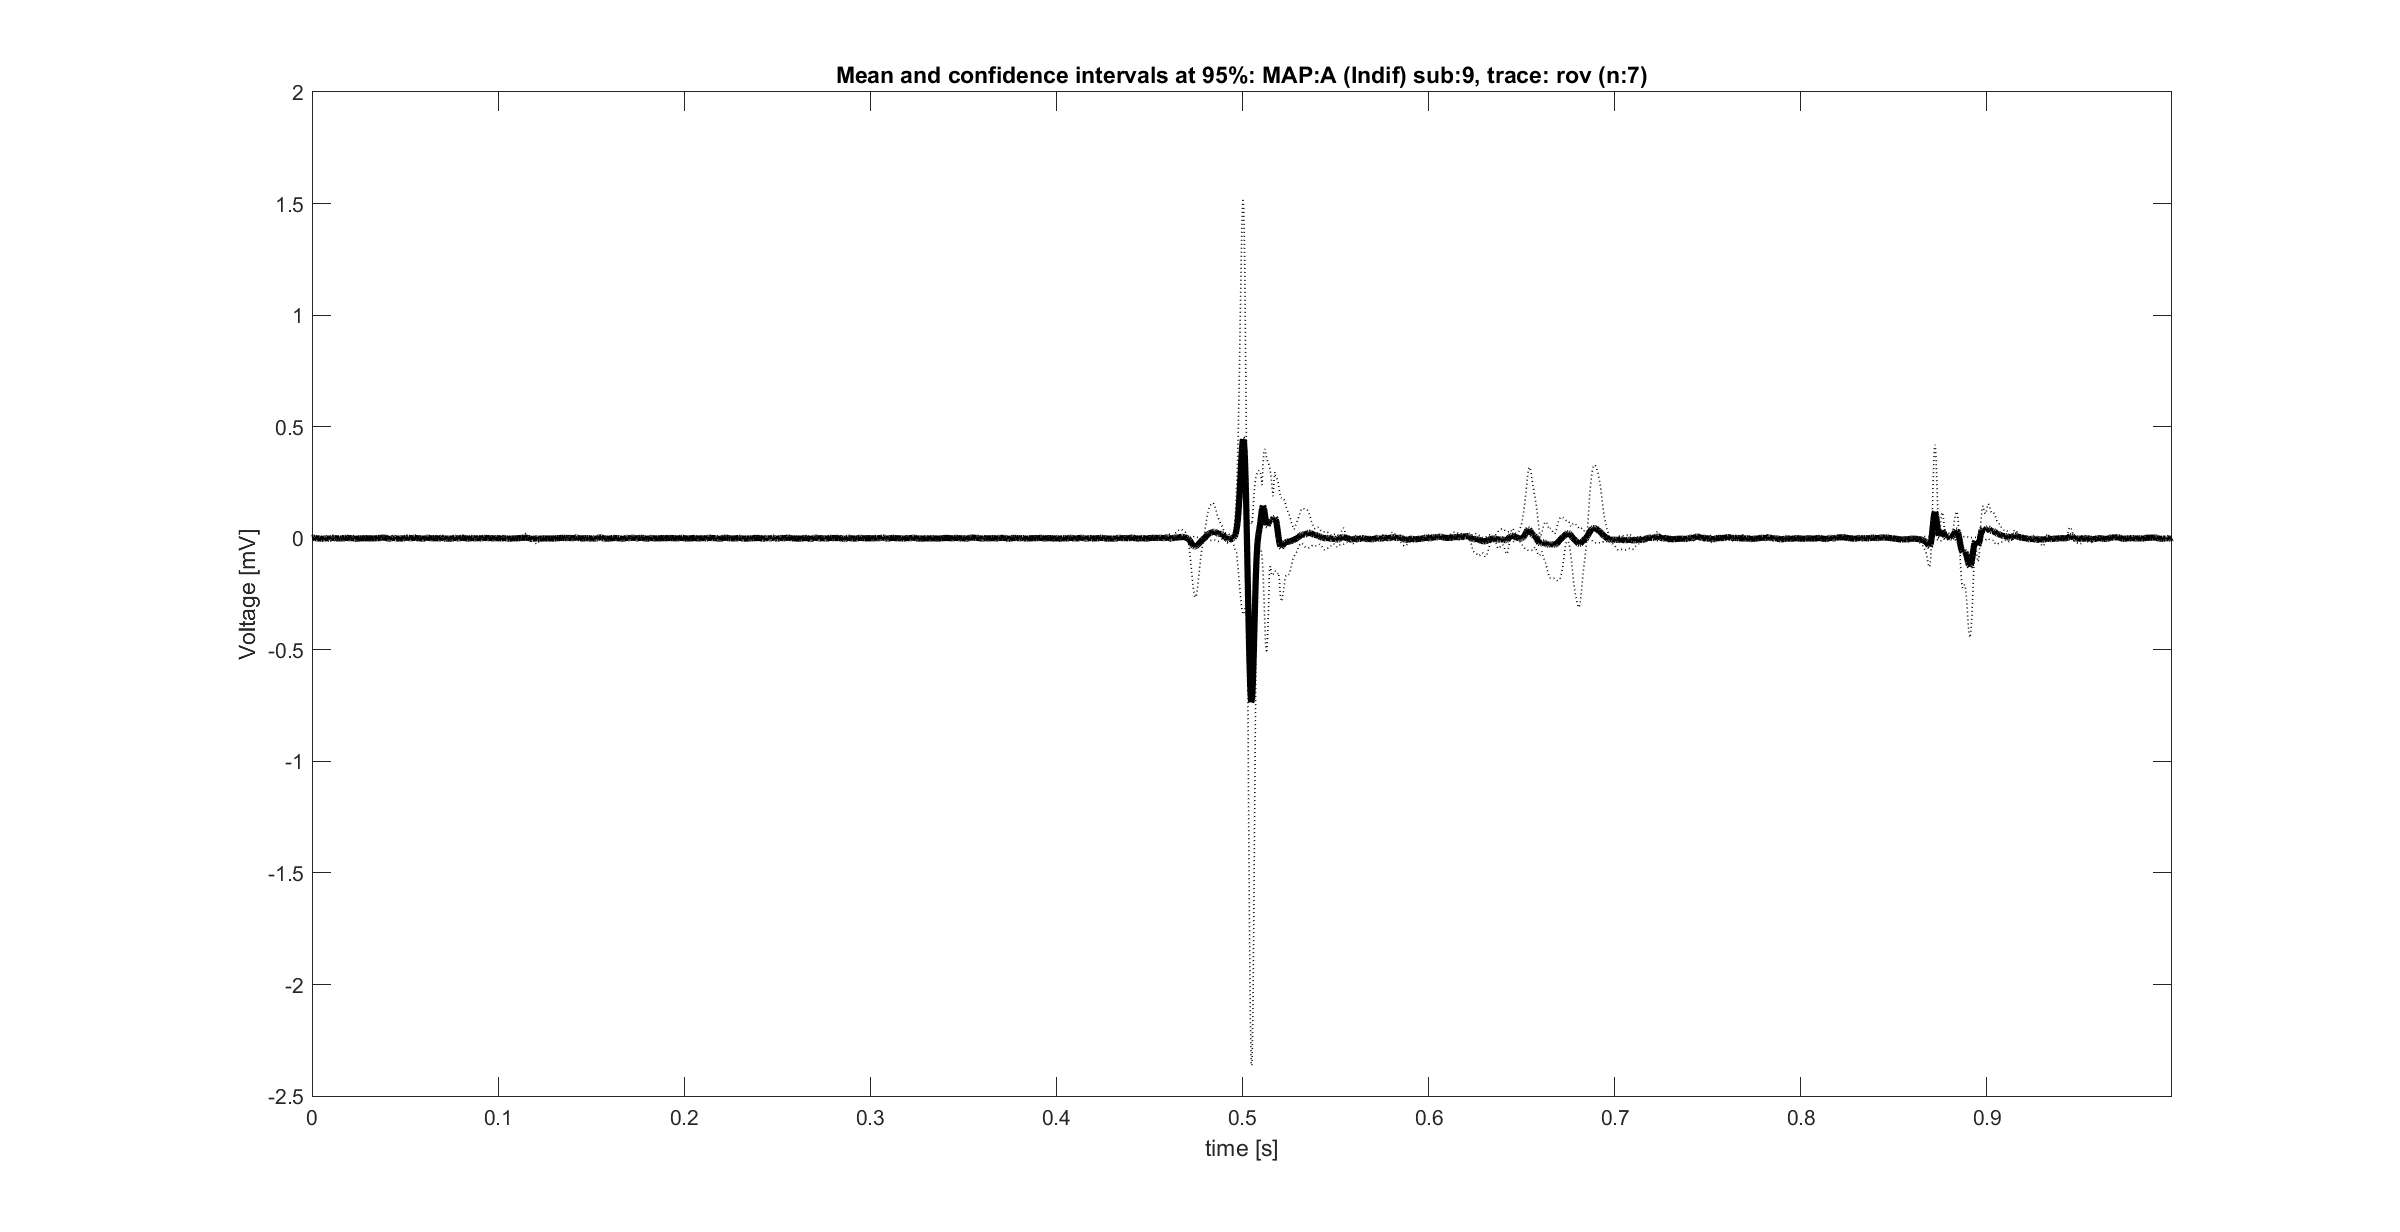 Mean and confidence intervals at 95%: MAP:A (Indif) sub:9, trace: rov (n:7)
2
1.5
1
0.5
0
-0.5
-1
-1.5
-2
-2.5
Voltage [mV]
0 0.1 0.2 0.3 0.4 0.5 0.6 0.7 0.8 0.9
time [s]